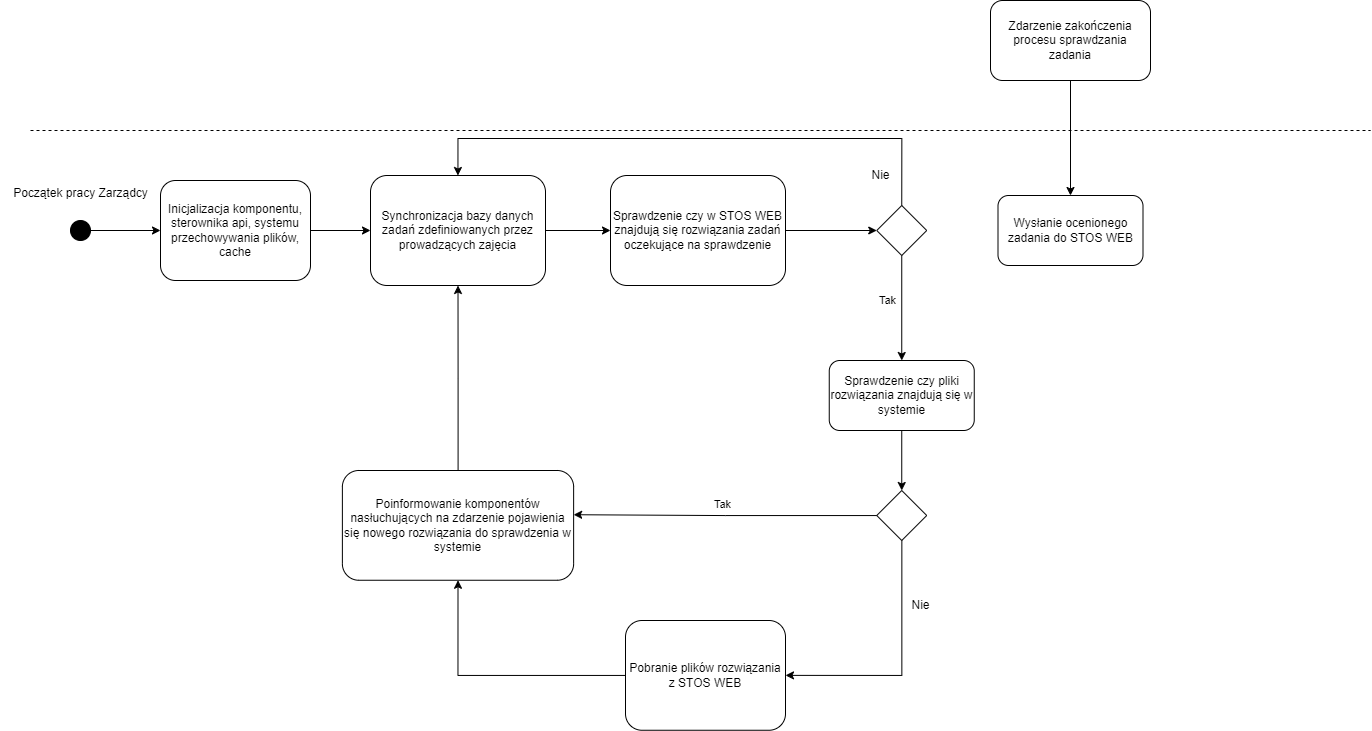 Zdarzenie zakończenia
procesu sprawdzania
zadania
Początek pracy Zarządcy
Inicjalizacja komponentu,
sterownika api, systemu
przechowywania plików,
cache
Synchronizacja bazy danych
zadań zdefiniowanych przez
prowadzących zajęcia
Sprawdzenie czy w STOS WEB
znajdują się rozwiązania zadań
oczekujące na sprawdzenie
Nie
Wysłanie ocenionego
zadania do STOS WEB
Tak
Sprawdzenie czy pliki
rozwiązania znajdują się w
systemie
Poinformowanie komponentów
nasłuchujących na zdarzenie pojawienia
się nowego rozwiązania do sprawdzenia w
systemie
Tak
Nie
Pobranie plików rozwiązania
z STOS WEB